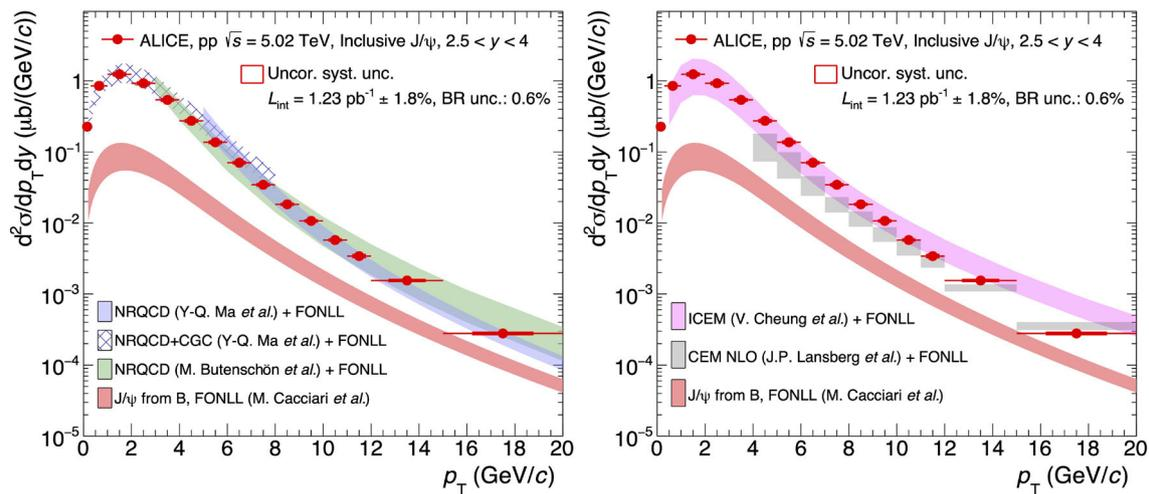 ALICE, pp √s = 5.02 TeV, Inclusive J/ψ, 2.5 < y < 4
Uncor. syst. unc.
L_int = 1.23 pb⁻¹ ± 1.8%, BR unc.: 0.6%
d²σ/dp_Tdy (μb/(GeV/c)
1
10⁻¹
10⁻²
10⁻³
10⁻⁴
10⁻⁵
NRQCD (Y-Q. Ma et al.) + FONLL
NRQCD+CGC (Y-Q. Ma et al.) + FONLL
NRQCD (M. Butenschön et al.) + FONLL
J/ψ from B, FONLL (M. Cacciari et al.)
0 2 4 6 8 10 12 14 16 18 20
p_T (GeV/c)
ALICE, pp √s = 5.02 TeV, Inclusive J/ψ, 2.5 < y < 4
Uncor. syst. unc.
L_int = 1.23 pb⁻¹ ± 1.8%, BR unc.: 0.6%
d²σ/dp_Tdy (μb/(GeV/c)
1
10⁻¹
10⁻²
10⁻³
10⁻⁴
10⁻⁵
ICEM (V. Cheung et al.) + FONLL
CEM NLO (J.P. Lansberg et al.) + FONLL
J/ψ from B, FONLL (M. Cacciari et al.)
0 2 4 6 8 10 12 14 16 18 20
p_T (GeV/c)